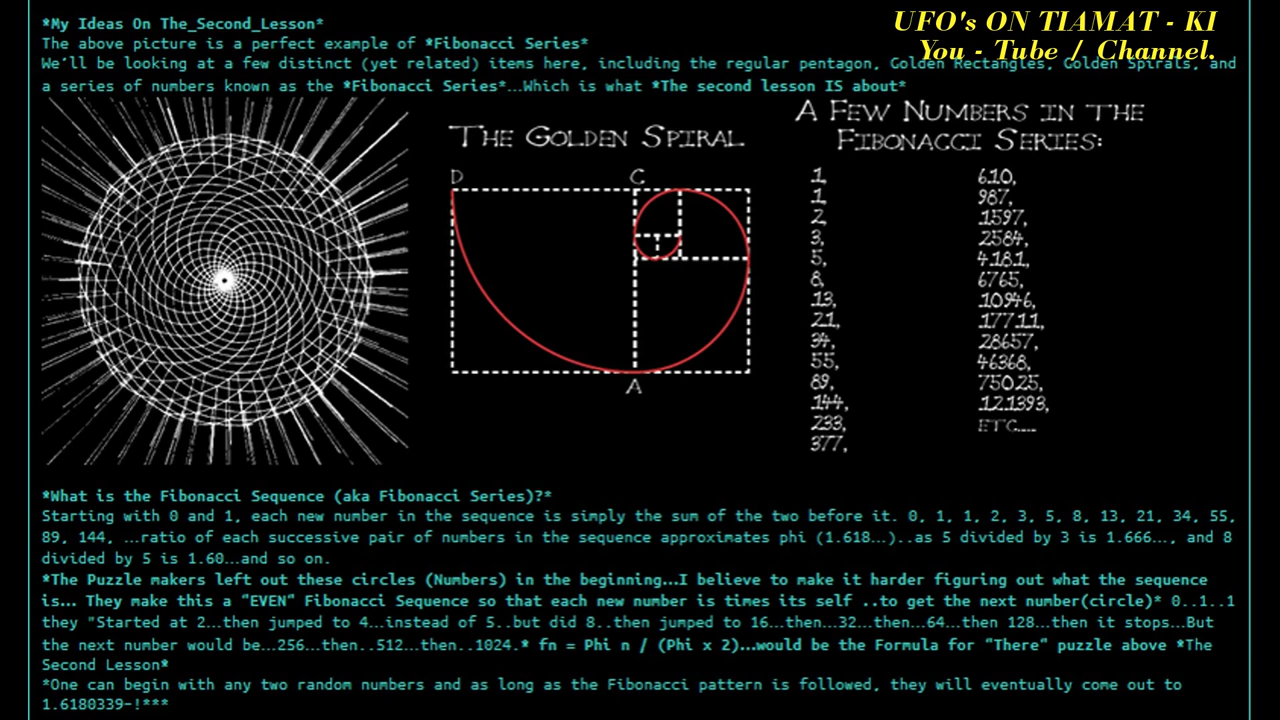 *My Ideas On The_Second_Lesson*
UFO's ON TIAMAT - KI
The above picture is a perfect example of *Fibonacci Series*
You - Tube / Channel.
We'll be looking at a few distinct (yet related) items here, including the regular pentagon, Golden Rectangles, Golden Spirals, and
a series of numbers known as the *Fibonacci Series*...Which is what *The second lesson IS about*
THE GOLDEN SPIRAL
D
C
A
A FEW NUMBERS IN THE
FIBONACCI SERIES:
1,
1,
2,
3,
5,
8,
13,
21,
34,
55,
89,
144,
233,
377,
610,
987,
1597,
2584,
4181,
6765,
10946,
17711,
28657,
46368,
75025,
121393,
ETC.....
*What is the Fibonacci Sequence (aka Fibonacci Series)?*
Starting with 0 and 1, each new number in the sequence is simply the sum of the two before it. 0, 1, 1, 2, 3, 5, 8, 13, 21, 34, 55,
89, 144, ...ratio of each successive pair of numbers in the sequence approximates phi (1.618...)..as 5 divided by 3 is 1.666..., and 8
divided by 5 is 1.60...and so on.
*The Puzzle makers left out these circles (Numbers) in the beginning...I believe to make it harder figuring out what the sequence
is... They make this a "EVEN" Fibonacci Sequence so that each new number is times its self ..to get the next number(circle)* 0..1..1
they "Started at 2...then jumped to 4...instead of 5..but did 8..then jumped to 16...then...32...then...64...then 128...then it stops...But
the next number would be...256...then..512...then..1024.* fn = Phi n / (Phi x 2)...would be the Formula for "There" puzzle above *The
Second Lesson*
*One can begin with any two random numbers and as long as the Fibonacci pattern is followed, they will eventually come out to
1.6180339-!***